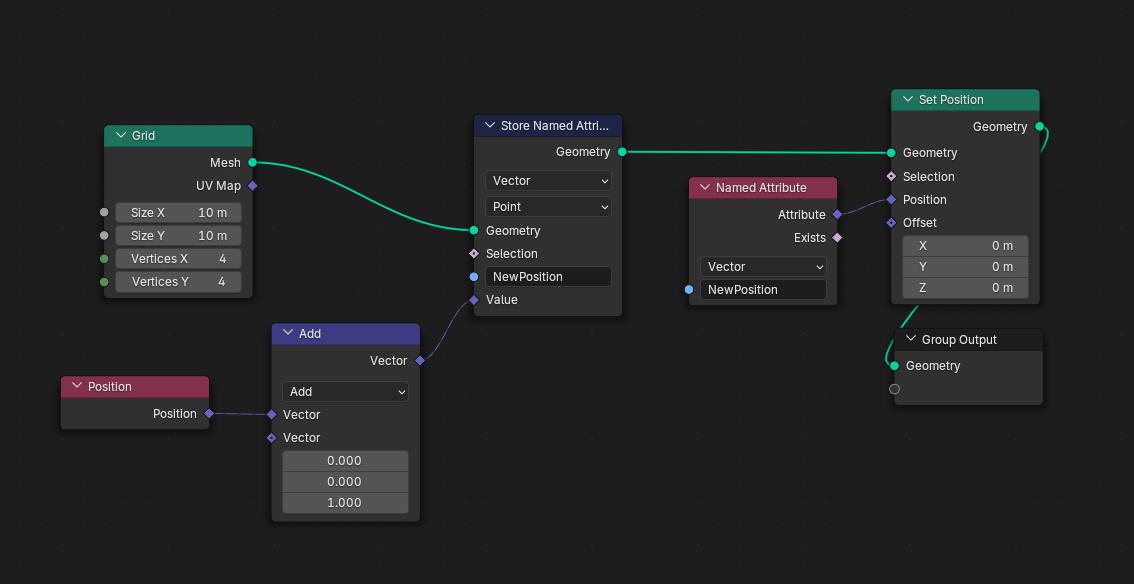 Grid
Mesh
UV Map
Size X 10 m
Size Y 10 m
Vertices X 4
Vertices Y 4
Position
Position
Add
Vector
Add
Vector
Vector
0.000
0.000
1.000
Store Named Attri...
Geometry
Vector
Point
Geometry
Selection
NewPosition
Value
Named Attribute
Attribute
Exists
Vector
NewPosition
Set Position
Geometry
Geometry
Selection
Position
Offset
X 0 m
Y 0 m
Z 0 m
Group Output
Geometry